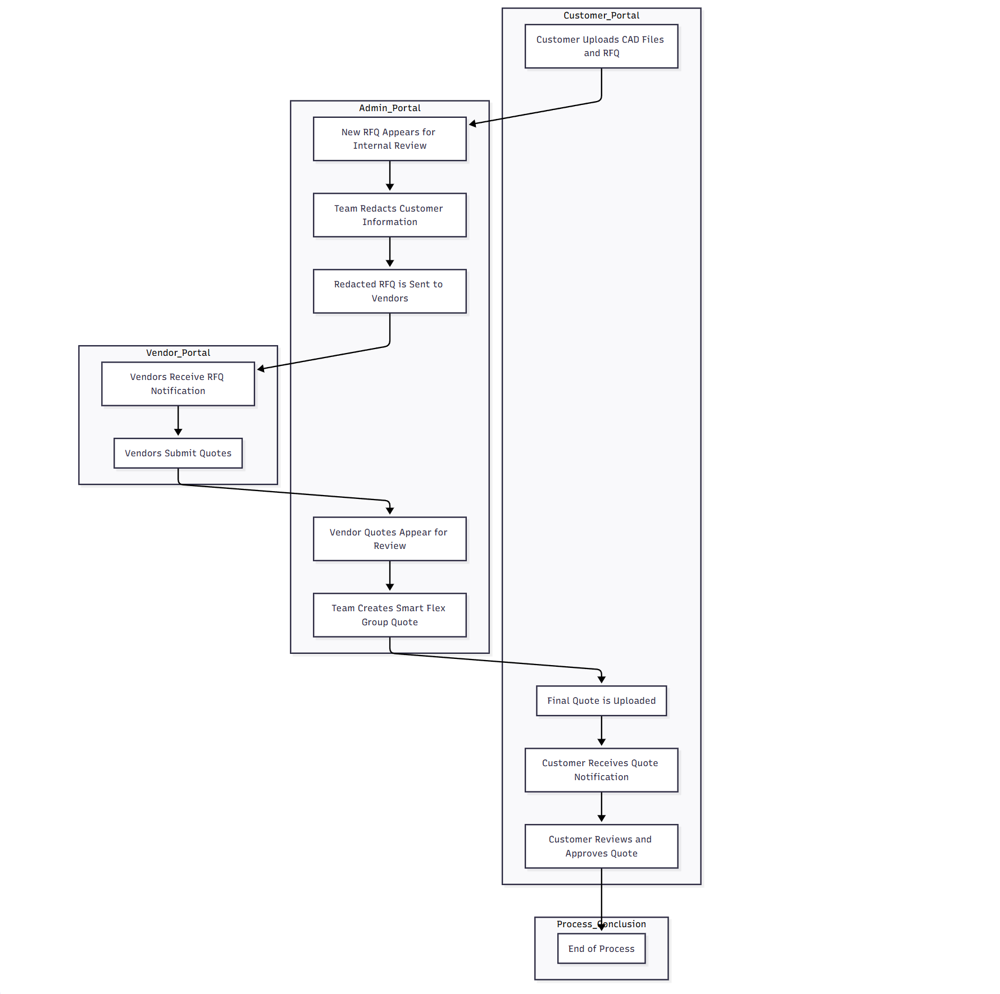 Customer_Portal
Customer Uploads CAD Files
and RFQ
Admin_Portal
New RFQ Appears for
Internal Review
Team Redacts Customer
Information
Redacted RFQ is Sent to
Vendors
Vendor_Portal
Vendors Receive RFQ
Notification
Vendors Submit Quotes
Vendor Quotes Appear for
Review
Team Creates Smart Flex
Group Quote
Final Quote is Uploaded
Customer Receives Quote
Notification
Customer Reviews and
Approves Quote
Process_Conclusion
End of Process